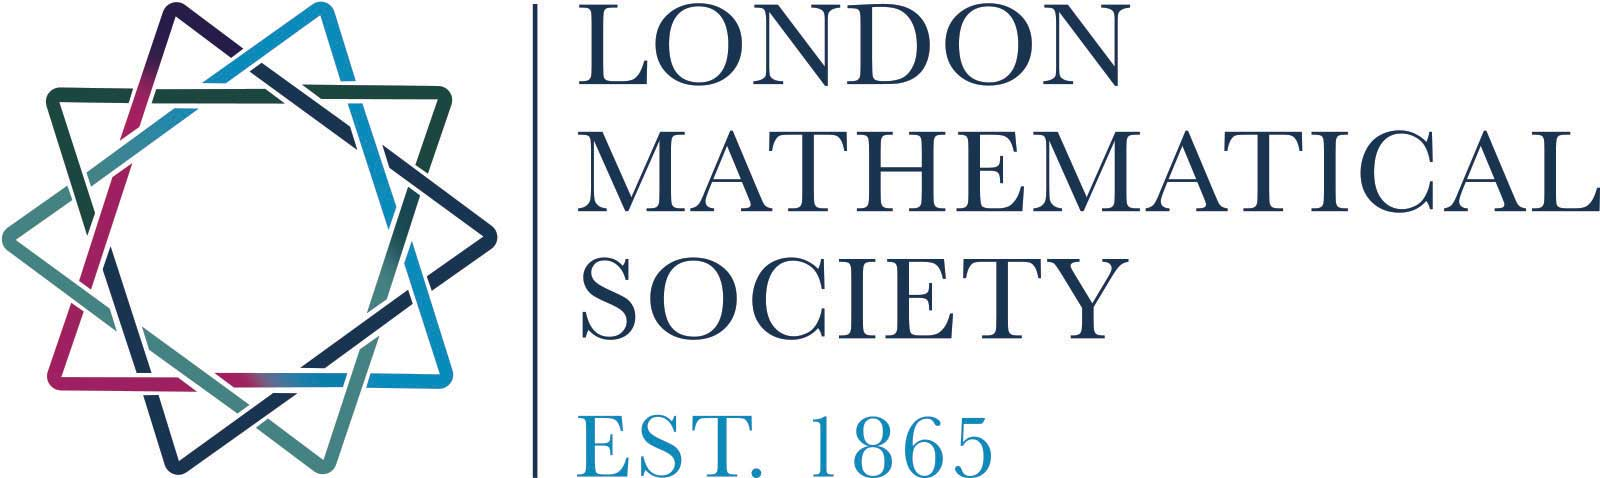 LONDON
MATHEMATICAL
SOCIETY
EST. 1865